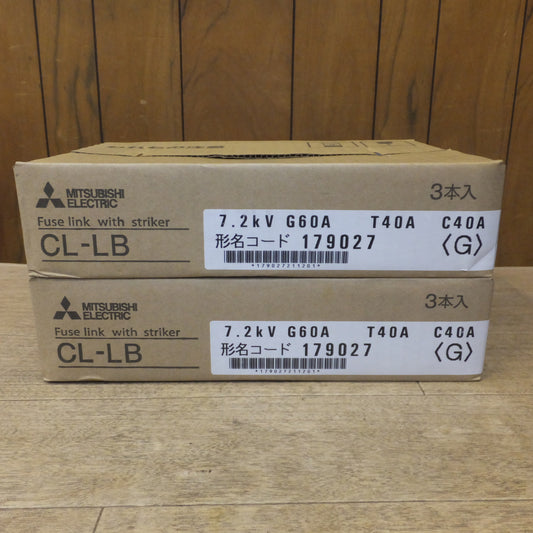 MITSUBISHI
ELECTRIC
3本入
Fuse link with striker
CL-LB
7.2kV G60A T40A C40A
形名コード 179027
〈G〉
*179027211201*
MITSUBISHI
ELECTRIC
3本入
Fuse link with striker
CL-LB
7.2kV G60A T40A C40A
形名コード 179027
〈G〉
*179027211201*